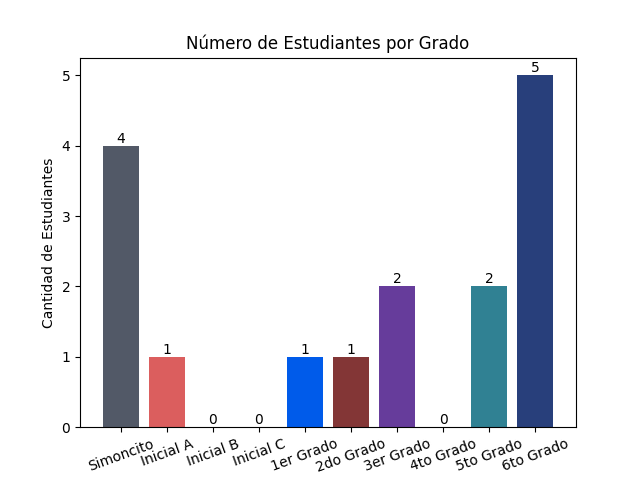 Número de Estudiantes por Grado
Cantidad de Estudiantes
5
4
3
2
1
0
4
1
0
0
1
1
2
0
2
5
Simoncito
Inicial A
Inicial B
Inicial C
1er Grado
2do Grado
3er Grado
4to Grado
5to Grado
6to Grado